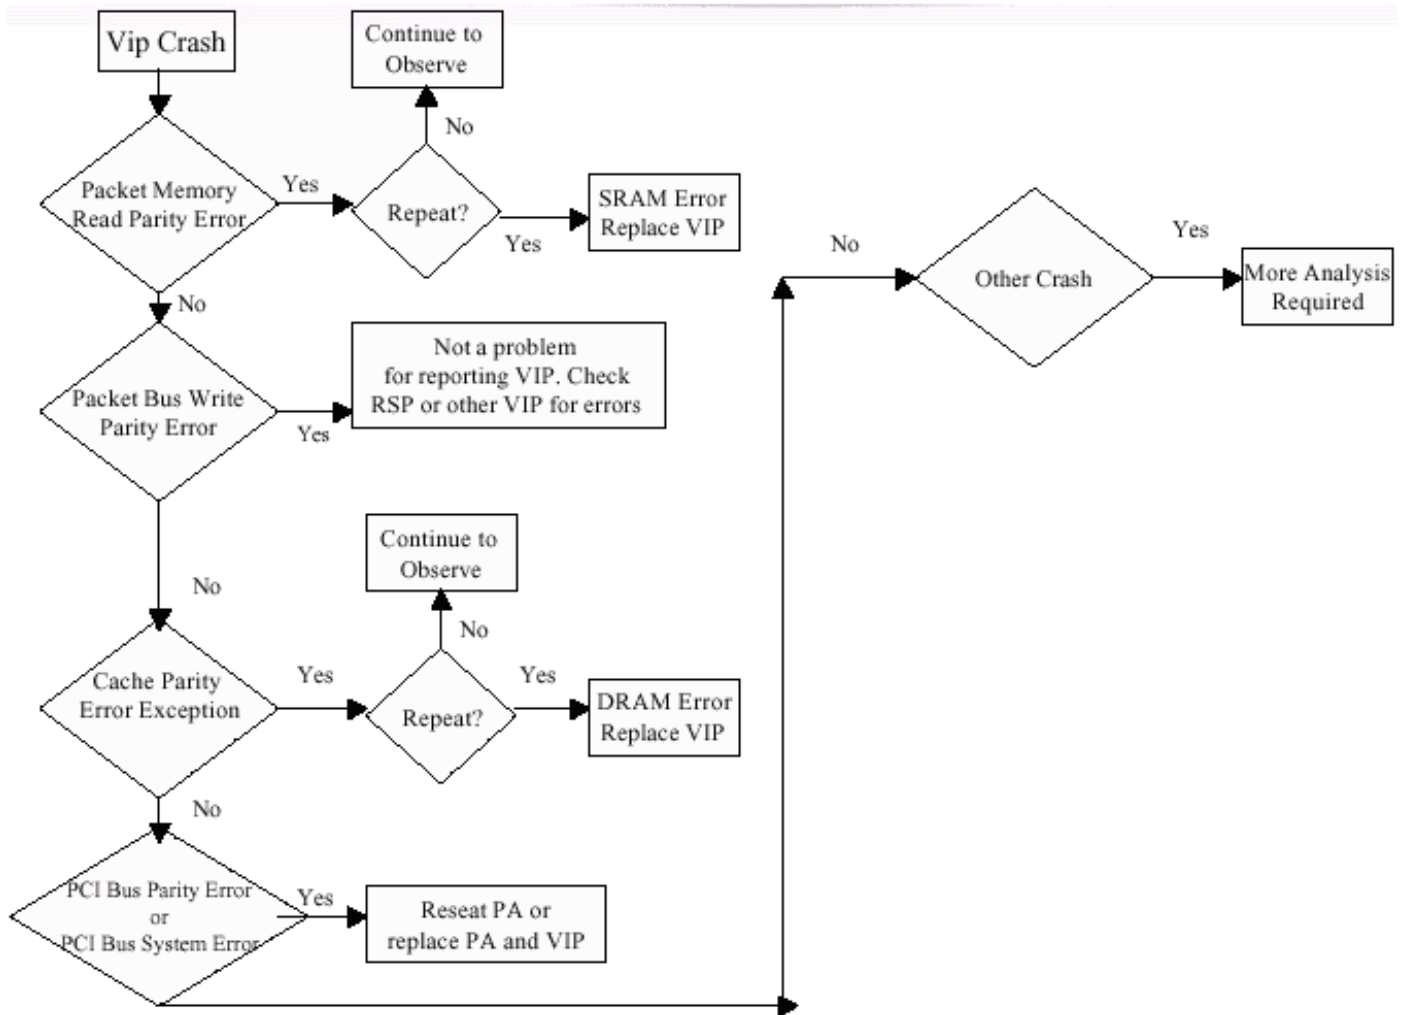 Vip Crash
Continue to
Observe
No
Packet Memory
Read Parity Error
Yes
Repeat?
Yes
SRAM Error
Replace VIP
No
Packet Bus Write
Parity Error
Yes
Not a problem
for reporting VIP. Check
RSP or other VIP for errors
No
Continue to
Observe
No
Cache Parity
Error Exception
Yes
Repeat?
Yes
DRAM Error
Replace VIP
No
PCI Bus Parity Error
or
PCI Bus System Error
Yes
Reseat PA or
replace PA and VIP
No
Other Crash
Yes
More Analysis
Required